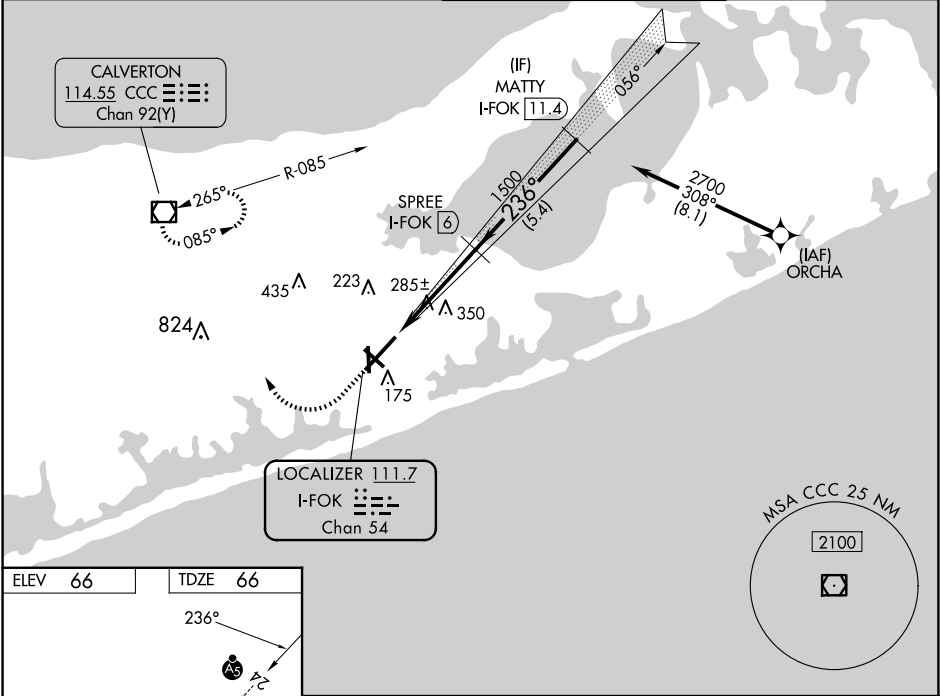 CALVERTON
114.55 CCC
Chan 92(Y)
R-085
265°
085°
(IF)
MATTY
I-FOK 11.4
056°
1500
236°
(5.4)
SPREE
I-FOK 6
2700
308°
(8.1)
(IAF)
ORCHA
435
223
285±
350
824
175
LOCALIZER 111.7
I-FOK
Chan 54
MSA CCC 25 NM
2100
ELEV 66
TDZE 66
236°
A5
24